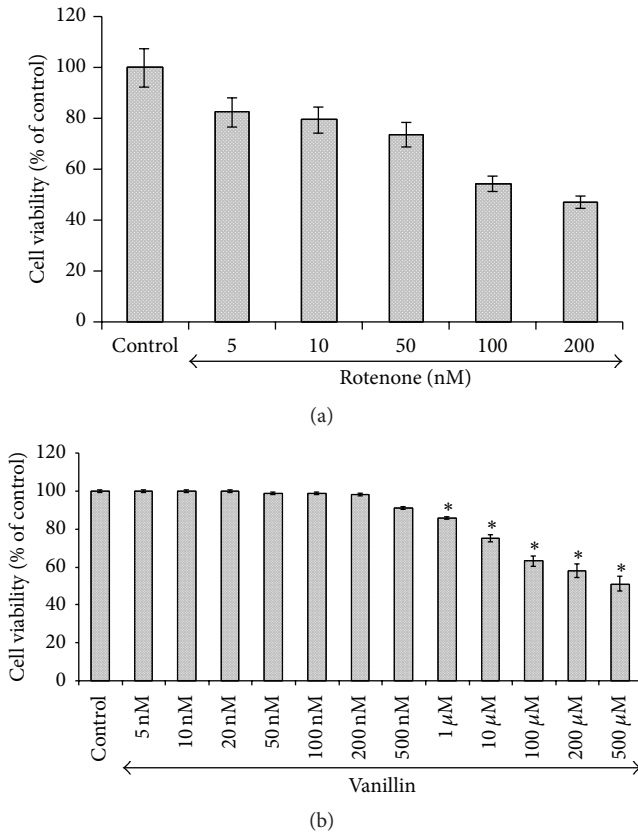 120
100
80
60
40
20
0
Cell viability (% of control)
Control 5 10 50 100 200
Rotenone (nM)
(a)
120
100
80
60
40
20
0
Cell viability (% of control)
* * * * *
Control 5 nM 10 nM 20 nM 50 nM 100 nM 200 nM 500 nM 1 µM 10 µM 100 µM 200 µM 500 µM
Vanillin
(b)